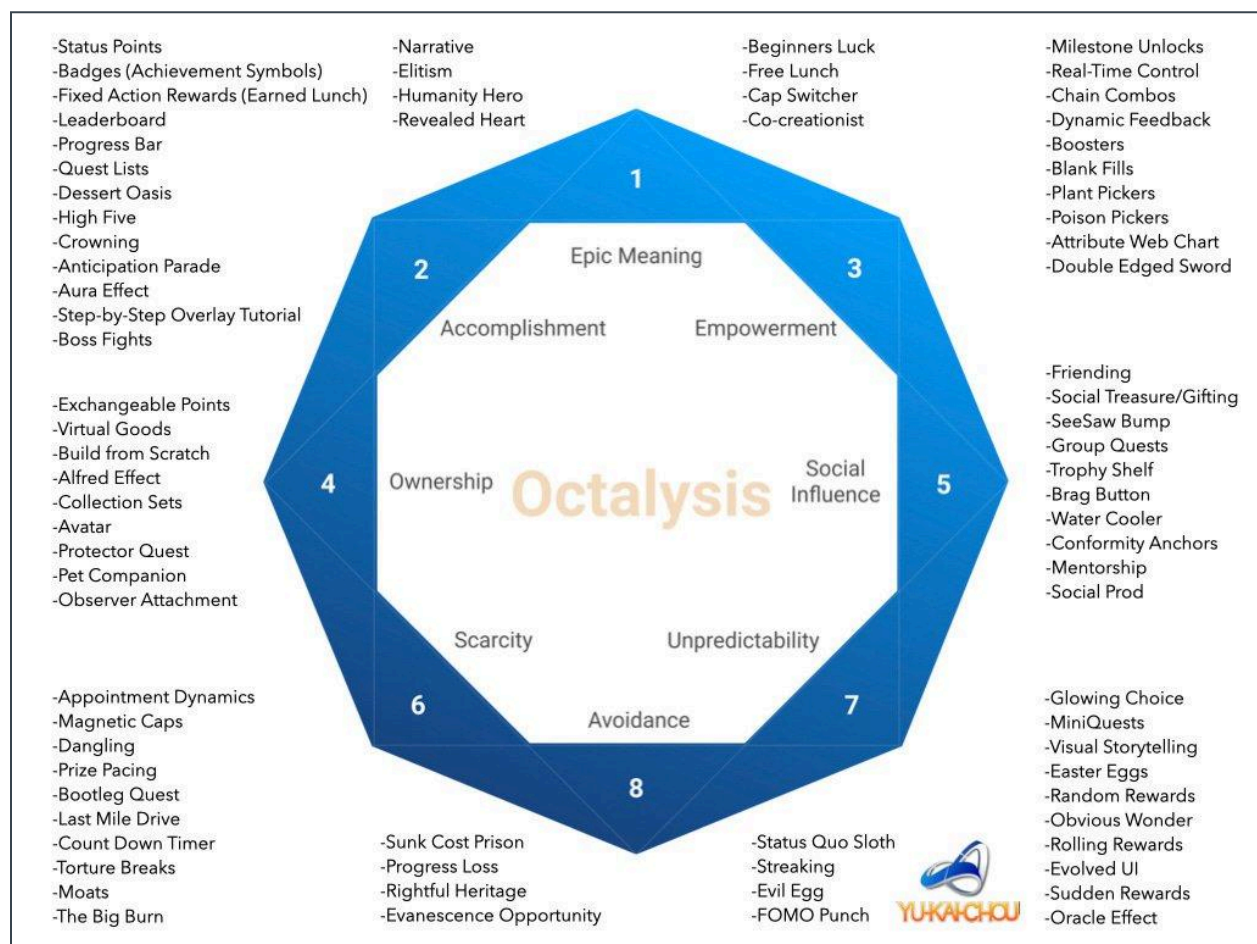 -Status Points
-Badges (Achievement Symbols)
-Fixed Action Rewards (Earned Lunch)
-Leaderboard
-Progress Bar
-Quest Lists
-Dessert Oasis
-High Five
-Crowning
-Anticipation Parade
-Aura Effect
-Step-by-Step Overlay Tutorial
-Boss Fights
-Narrative
-Elitism
-Humanity Hero
-Revealed Heart
-Beginners Luck
-Free Lunch
-Cap Switcher
-Co-creationist
-Milestone Unlocks
-Real-Time Control
-Chain Combos
-Dynamic Feedback
-Boosters
-Blank Fills
-Plant Pickers
-Poison Pickers
-Attribute Web Chart
-Double Edged Sword
1
Epic Meaning
2
Accomplishment
3
Empowerment
4
Ownership
Octalysis
Social
Influence
5
Scarcity
6
Unpredictability
7
Avoidance
8
-Exchangeable Points
-Virtual Goods
-Build from Scratch
-Alfred Effect
-Collection Sets
-Avatar
-Protector Quest
-Pet Companion
-Observer Attachment
-Friending
-Social Treasure/Gifting
-SeeSaw Bump
-Group Quests
-Trophy Shelf
-Brag Button
-Water Cooler
-Conformity Anchors
-Mentorship
-Social Prod
-Appointment Dynamics
-Magnetic Caps
-Dangling
-Prize Pacing
-Bootleg Quest
-Last Mile Drive
-Count Down Timer
-Torture Breaks
-Moats
-The Big Burn
-Sunk Cost Prison
-Progress Loss
-Rightful Heritage
-Evanescence Opportunity
-Status Quo Sloth
-Streaking
-Evil Egg
-FOMO Punch
YU-KAI-CHOU
-Glowing Choice
-MiniQuests
-Visual Storytelling
-Easter Eggs
-Random Rewards
-Obvious Wonder
-Rolling Rewards
-Evolved UI
-Sudden Rewards
-Oracle Effect